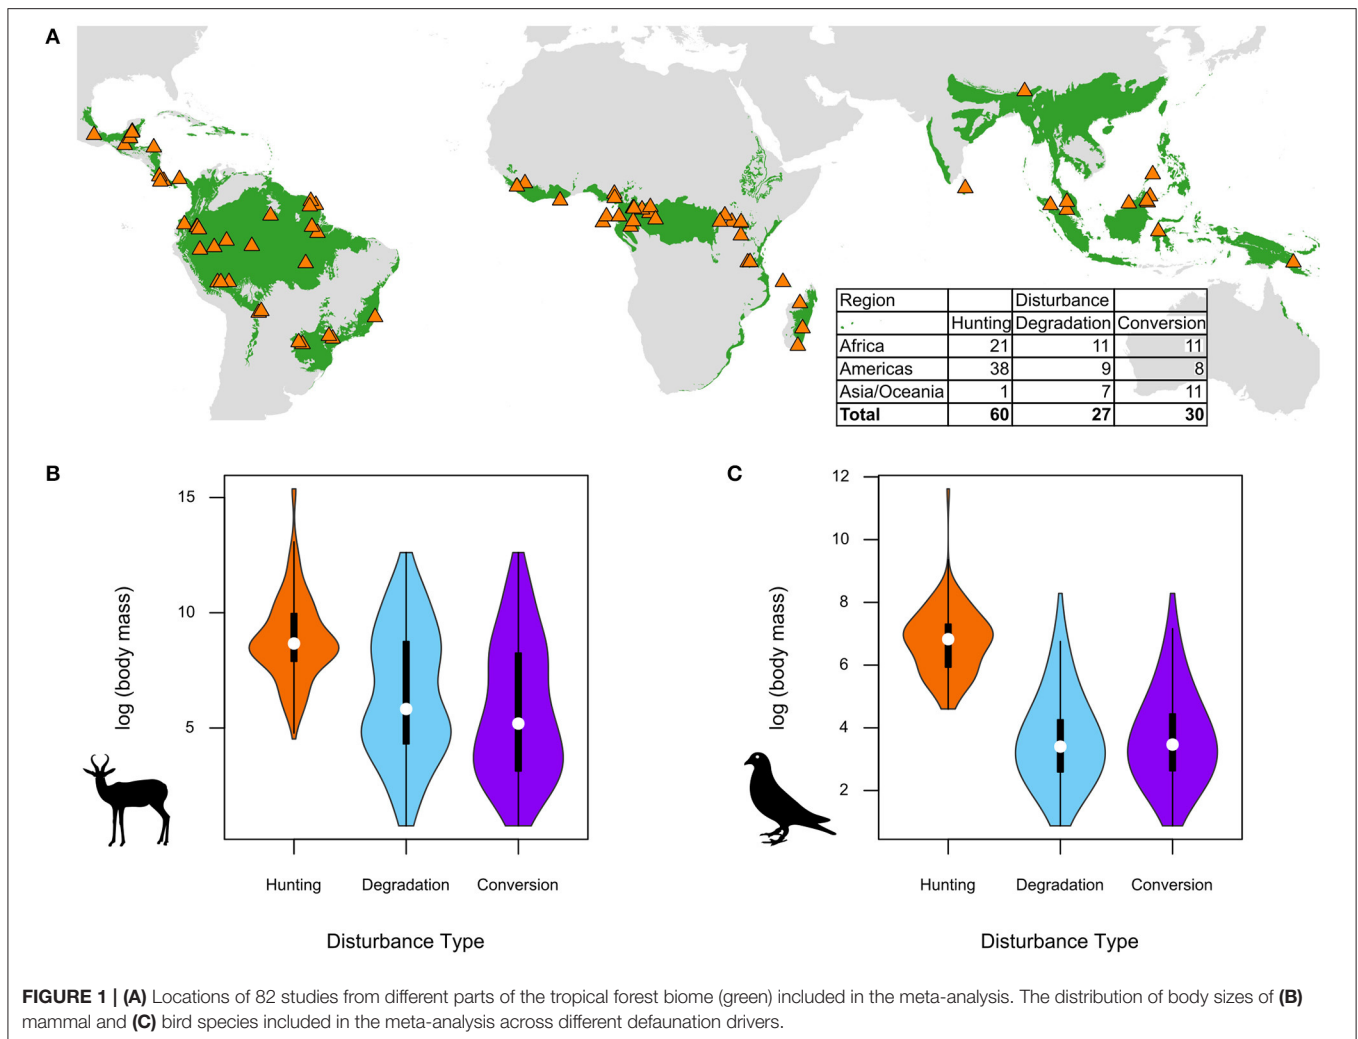 A
Region Disturbance
Hunting Degradation Conversion
Africa 21 11 11
Americas 38 9 8
Asia/Oceania 1 7 11
Total 60 27 30
B
15
10
5
log (body mass)
Hunting Degradation Conversion
Disturbance Type
C
12
10
8
6
4
2
log (body mass)
Hunting Degradation Conversion
Disturbance Type
FIGURE 1 | (A) Locations of 82 studies from different parts of the tropical forest biome (green) included in the meta-analysis. The distribution of body sizes of (B)
mammal and (C) bird species included in the meta-analysis across different defaunation drivers.